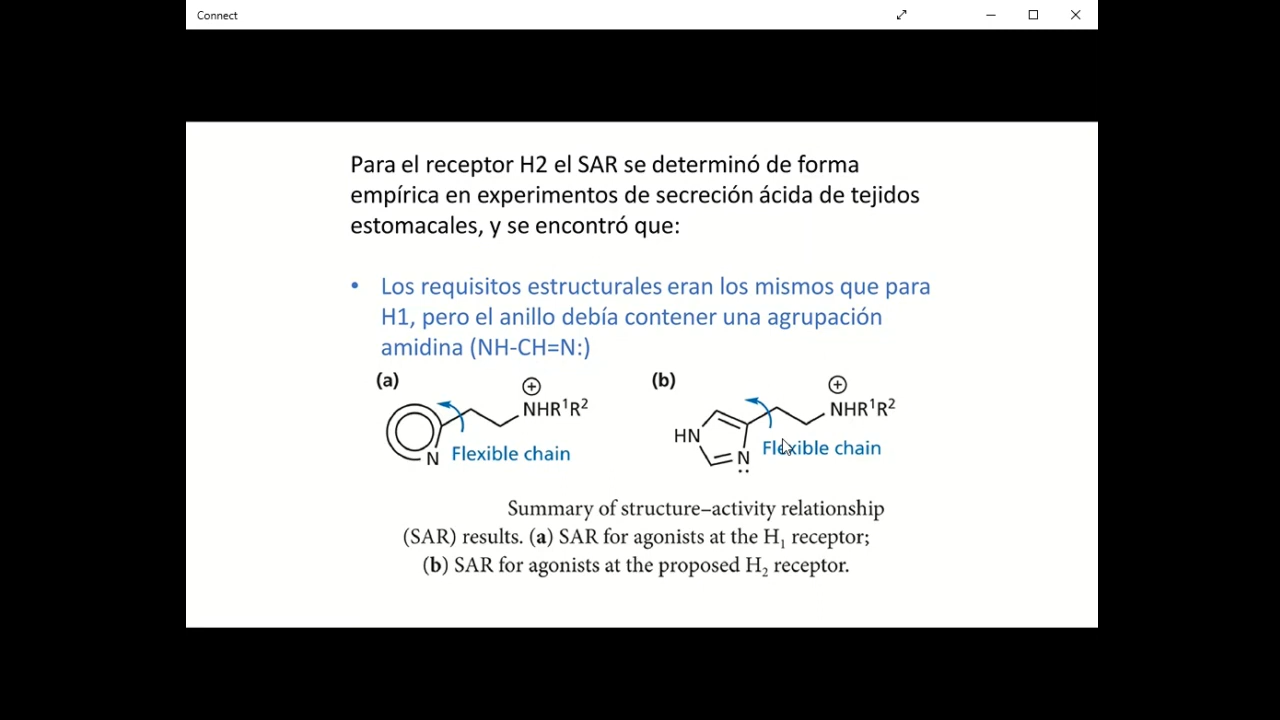 Connect
Para el receptor H2 el SAR se determinó de forma
empírica en experimentos de secreción ácida de tejidos
estomacales, y se encontró que:
• Los requisitos estructurales eran los mismos que para
H1, pero el anillo debía contener una agrupación
amidina (NH-CH=N:)
(a)
⊕
NHR¹R²
N
Flexible chain
(b)
⊕
NHR¹R²
HN
N̤
Flexible chain
Summary of structure–activity relationship
(SAR) results. (a) SAR for agonists at the H₁ receptor;
(b) SAR for agonists at the proposed H₂ receptor.